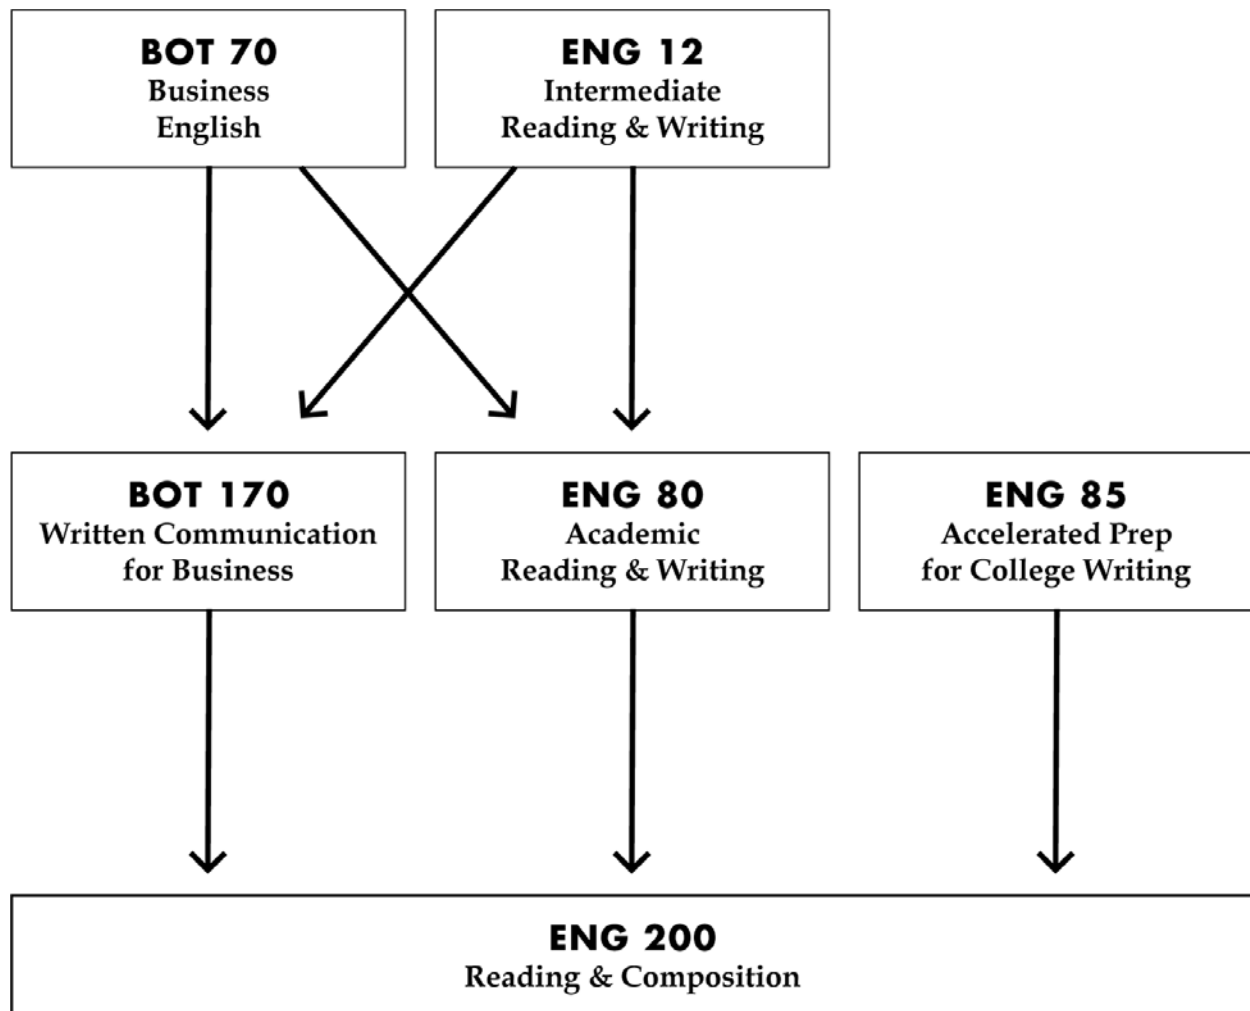 BOT 70
Business
English
ENG 12
Intermediate
Reading & Writing
BOT 170
Written Communication
for Business
ENG 80
Academic
Reading & Writing
ENG 85
Accelerated Prep
for College Writing
ENG 200
Reading & Composition